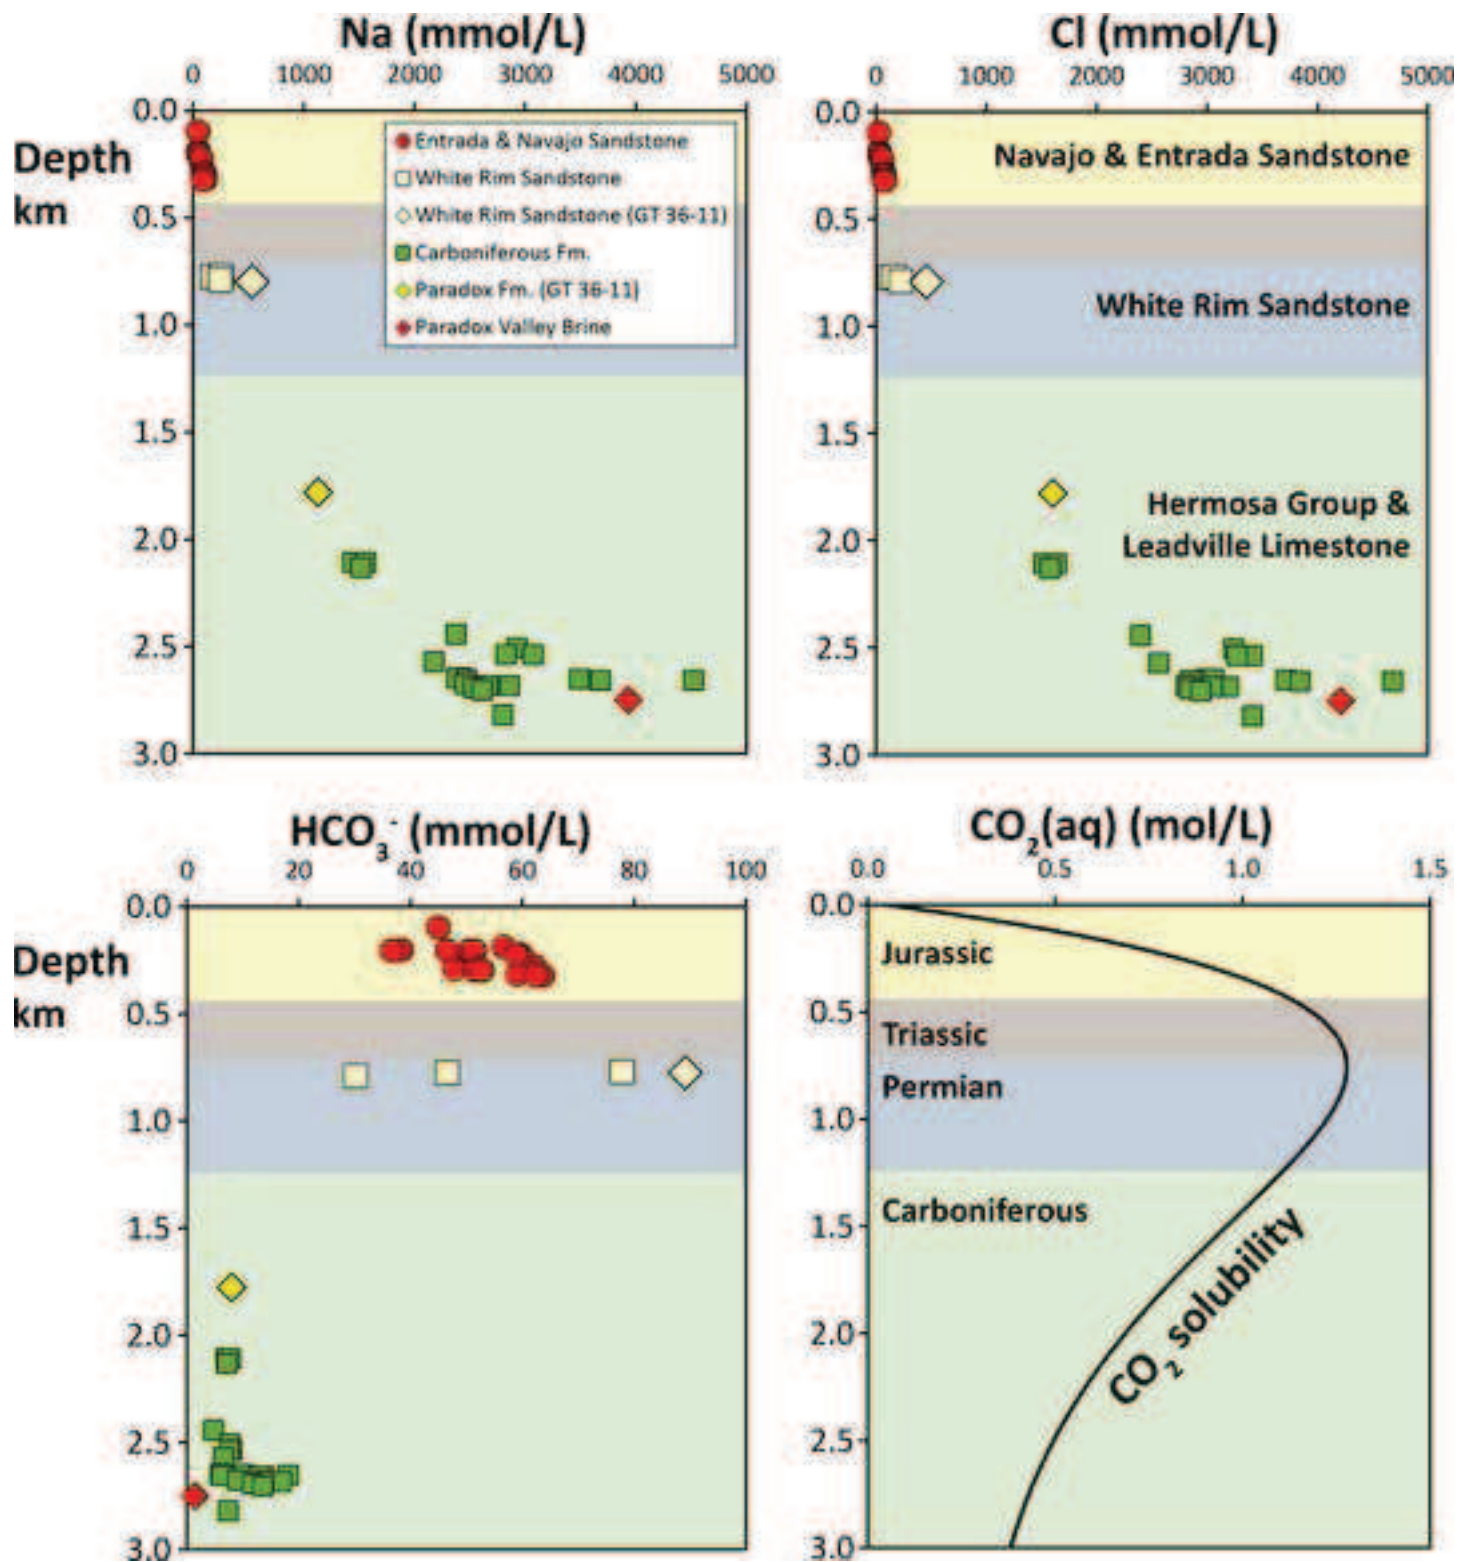 Na (mmol/L)
0 1000 2000 3000 4000 5000
Depth
km
0.0
0.5
1.0
1.5
2.0
2.5
3.0
Entrada & Navajo Sandstone
White Rim Sandstone
White Rim Sandstone (GT 36-11)
Carboniferous Fm.
Paradox Fm. (GT 36-11)
Paradox Valley Brine
Cl (mmol/L)
0 1000 2000 3000 4000 5000
0.0
0.5
1.0
1.5
2.0
2.5
3.0
Navajo & Entrada Sandstone
White Rim Sandstone
Hermosa Group &
Leadville Limestone
HCO₃⁻ (mmol/L)
0 20 40 60 80 100
Depth
km
0.0
0.5
1.0
1.5
2.0
2.5
3.0
CO₂(aq) (mol/L)
0.0 0.5 1.0 1.5
0.0
0.5
1.0
1.5
2.0
2.5
3.0
Jurassic
Triassic
Permian
Carboniferous
CO₂ solubility